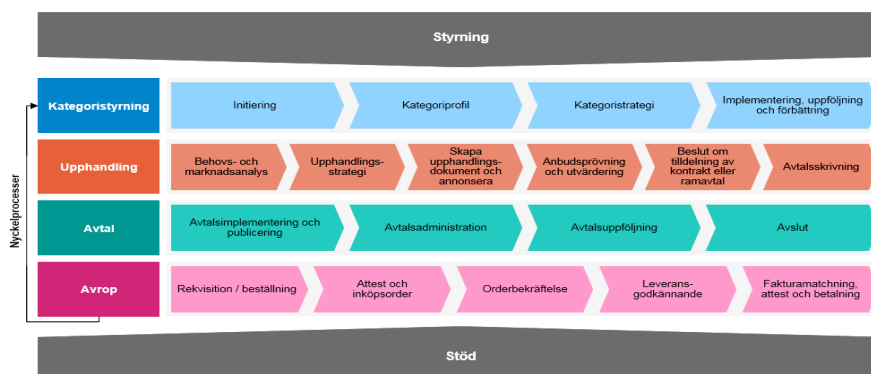 Styrning
Nyckelprocesser
Kategoristyrning
Initiering
Kategoriprofil
Kategoristrategi
Implementering, uppföljning
och förbättring
Upphandling
Behovs- och
marknadsanalys
Upphandlings-
strategi
Skapa
upphandlings-
dokument och
annonsera
Anbudsprövning
och utvärdering
Beslut om
tilldelning av
kontrakt eller
ramavtal
Avtalsskrivning
Avtal
Avtalsimplementering och
publicering
Avtalsadministration
Avtalsuppföljning
Avslut
Avrop
Rekvisition / beställning
Attest och
inköpsorder
Orderbekräftelse
Leverans-
godkännande
Fakturamatchning,
attest och betalning
Stöd